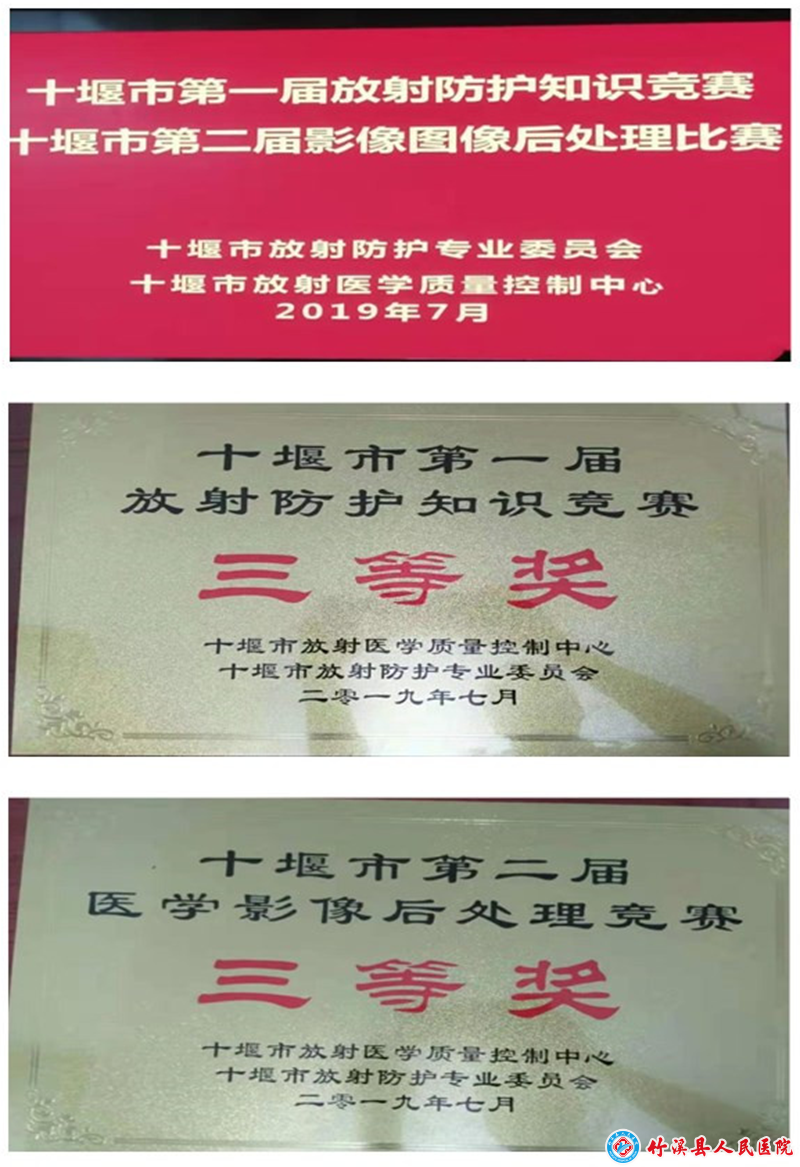 十堰市第一届放射防护知识竞赛
十堰市第二届影像图像后处理比赛
十堰市放射防护专业委员会
十堰市放射医学质量控制中心
2019年7月
十堰市第一届
放射防护知识竞赛
三等奖
十堰市放射医学质量控制中心
十堰市放射防护专业委员会
二零一九年七月
十堰市第二届
医学影像后处理竞赛
三等奖
十堰市放射医学质量控制中心
十堰市放射防护专业委员会
二零一九年七月
竹溪县人民医院